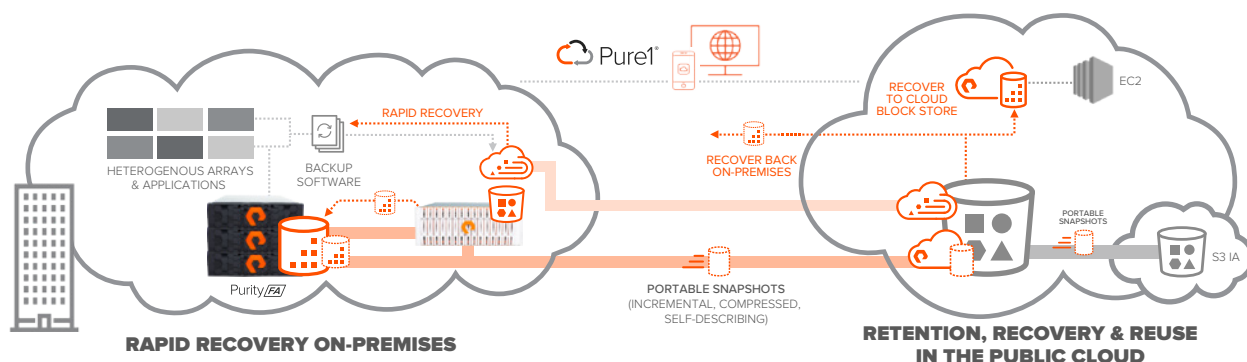 Pure1®
RECOVER
TO CLOUD
BLOCK STORE
EC2
RAPID RECOVERY
HETEROGENOUS ARRAYS
& APPLICATIONS
BACKUP
SOFTWARE
RECOVER BACK
ON-PREMISES
PORTABLE
SNAPSHOTS
S3 IA
Purity/FA
PORTABLE SNAPSHOTS
(INCREMENTAL, COMPRESSED,
SELF-DESCRIBING)
RAPID RECOVERY ON-PREMISES
RETENTION, RECOVERY & REUSE
IN THE PUBLIC CLOUD